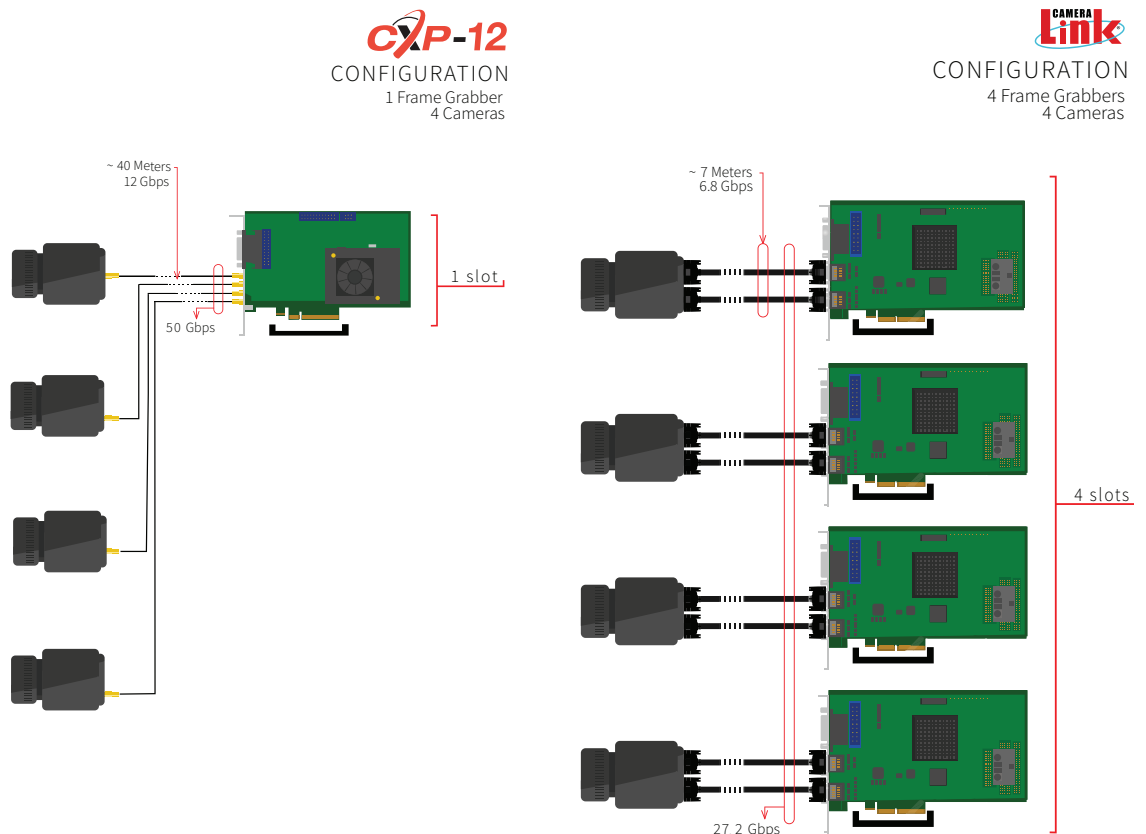 CXP-12
CONFIGURATION
1 Frame Grabber
4 Cameras
~ 40 Meters
12 Gbps
50 Gbps
1 slot
CAMERA
Link
CONFIGURATION
4 Frame Grabbers
4 Cameras
~ 7 Meters
6.8 Gbps
4 slots
27.2 Gbps